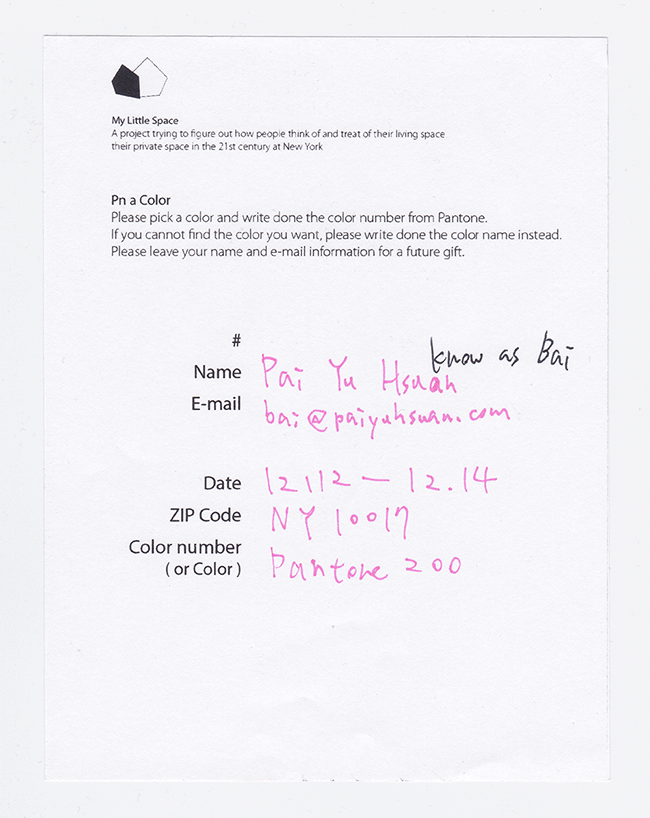 My Little Space
A project trying to figure out how people think of and treat of their living space
their private space in the 21st century at New York
Pn a Color
Please pick a color and write done the color number from Pantone.
If you cannot find the color you want, please write done the color name instead.
Please leave your name and e-mail information for a future gift.
#
know as Bai
Name Pai Yu Hsuan
E-mail bai@paiyuhsuan.com
Date 12112 — 12.14
ZIP Code NY 10017
Color number Pantone 200
( or Color )